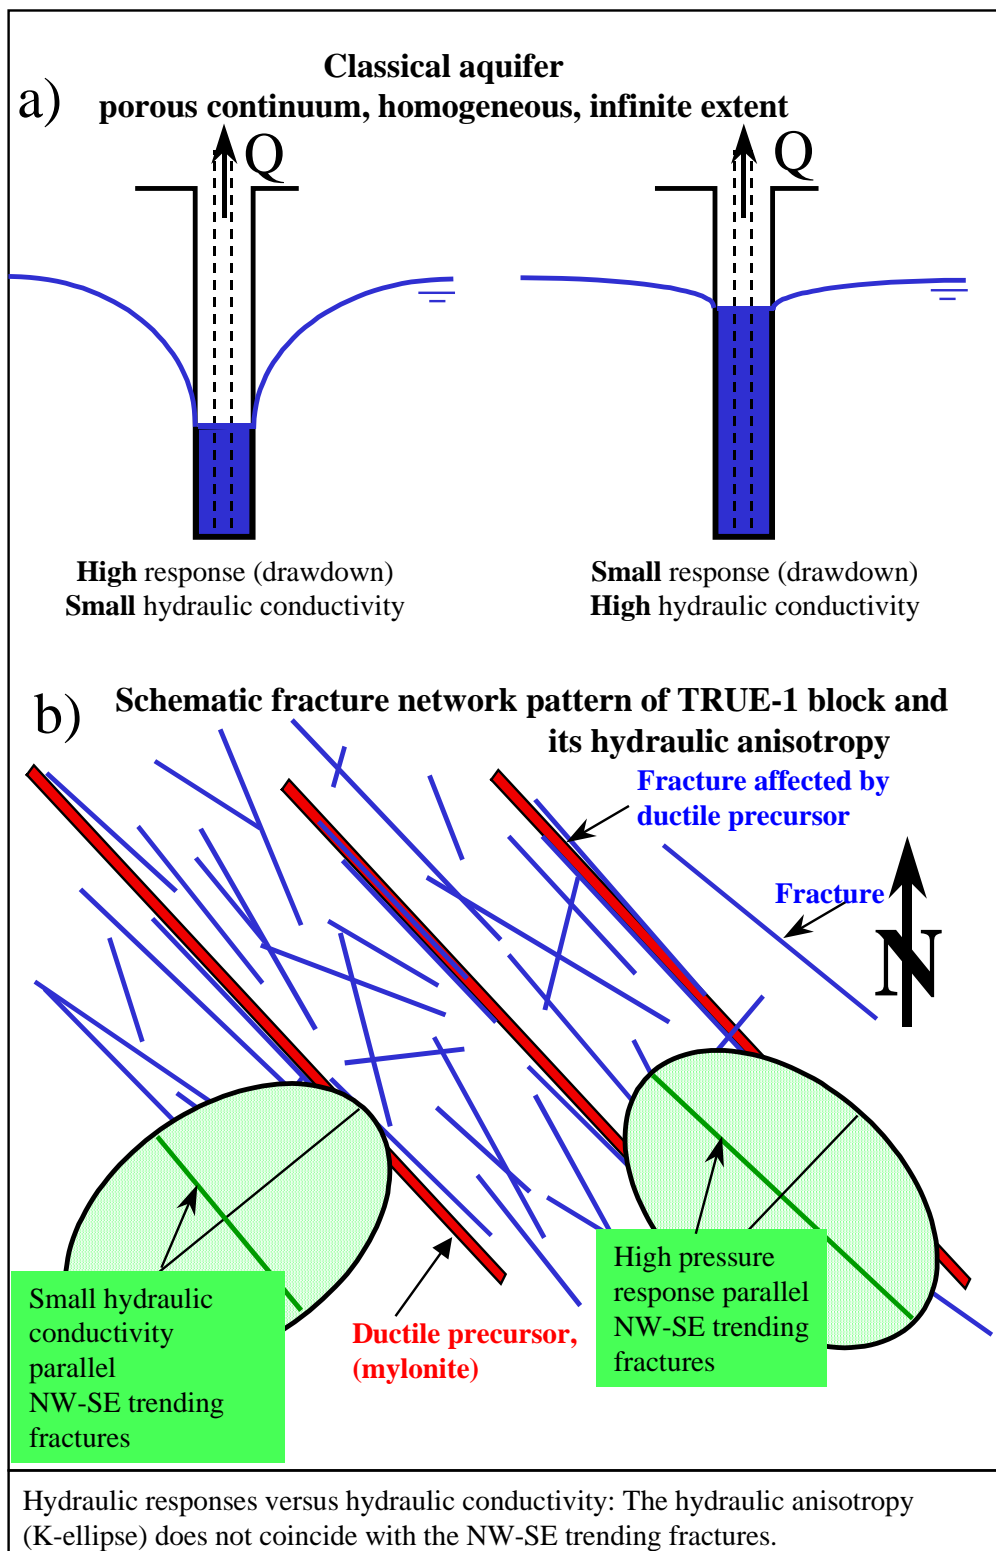 a)
Classical aquifer
porous continuum, homogeneous, infinite extent
Q
Q
High response (drawdown)
Small hydraulic conductivity
Small response (drawdown)
High hydraulic conductivity
b)
Schematic fracture network pattern of TRUE-1 block and
its hydraulic anisotropy
Fracture affected by
ductile precursor
Fracture
N
Small hydraulic
conductivity
parallel
NW-SE trending
fractures
Ductile precursor,
(mylonite)
High pressure
response parallel
NW-SE trending
fractures
Hydraulic responses versus hydraulic conductivity: The hydraulic anisotropy
(K-ellipse) does not coincide with the NW-SE trending fractures.